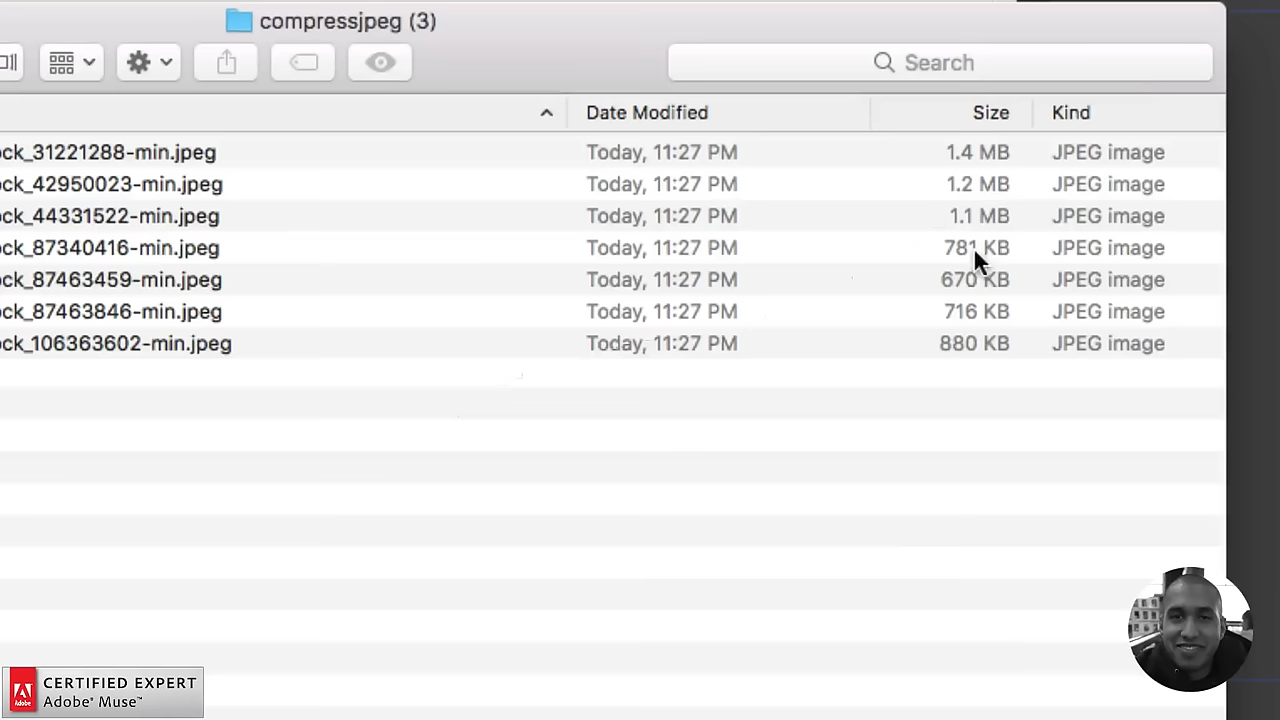 compressjpeg (3)
Search
Date Modified Size Kind
ock_31221288-min.jpeg Today, 11:27 PM 1.4 MB JPEG image
ock_42950023-min.jpeg Today, 11:27 PM 1.2 MB JPEG image
ock_44331522-min.jpeg Today, 11:27 PM 1.1 MB JPEG image
ock_87340416-min.jpeg Today, 11:27 PM 781 KB JPEG image
ock_87463459-min.jpeg Today, 11:27 PM 670 KB JPEG image
ock_87463846-min.jpeg Today, 11:27 PM 716 KB JPEG image
ock_106363602-min.jpeg Today, 11:27 PM 880 KB JPEG image
CERTIFIED EXPERT
Adobe® Muse™
Adobe